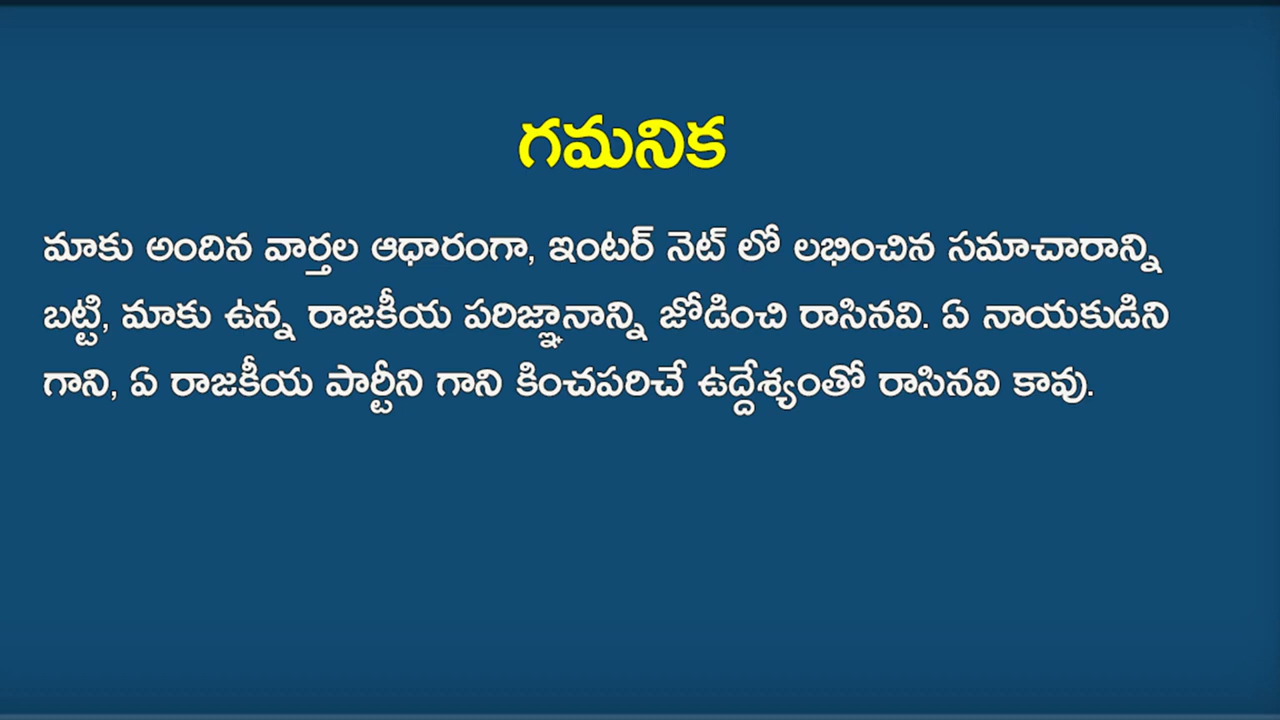 గమనిక
మాకు అందిన వార్తల ఆధారంగా, ఇంటర్ నెట్ లో లభించిన సమాచారాన్ని
బట్టి, మాకు ఉన్న రాజకీయ పరిజ్ఞానాన్ని జోడించి రాసినవి. ఏ నాయకుడిని
గాని, ఏ రాజకీయ పార్టీని గాని కించపరిచే ఉద్దేశ్యంతో రాసినవి కావు.